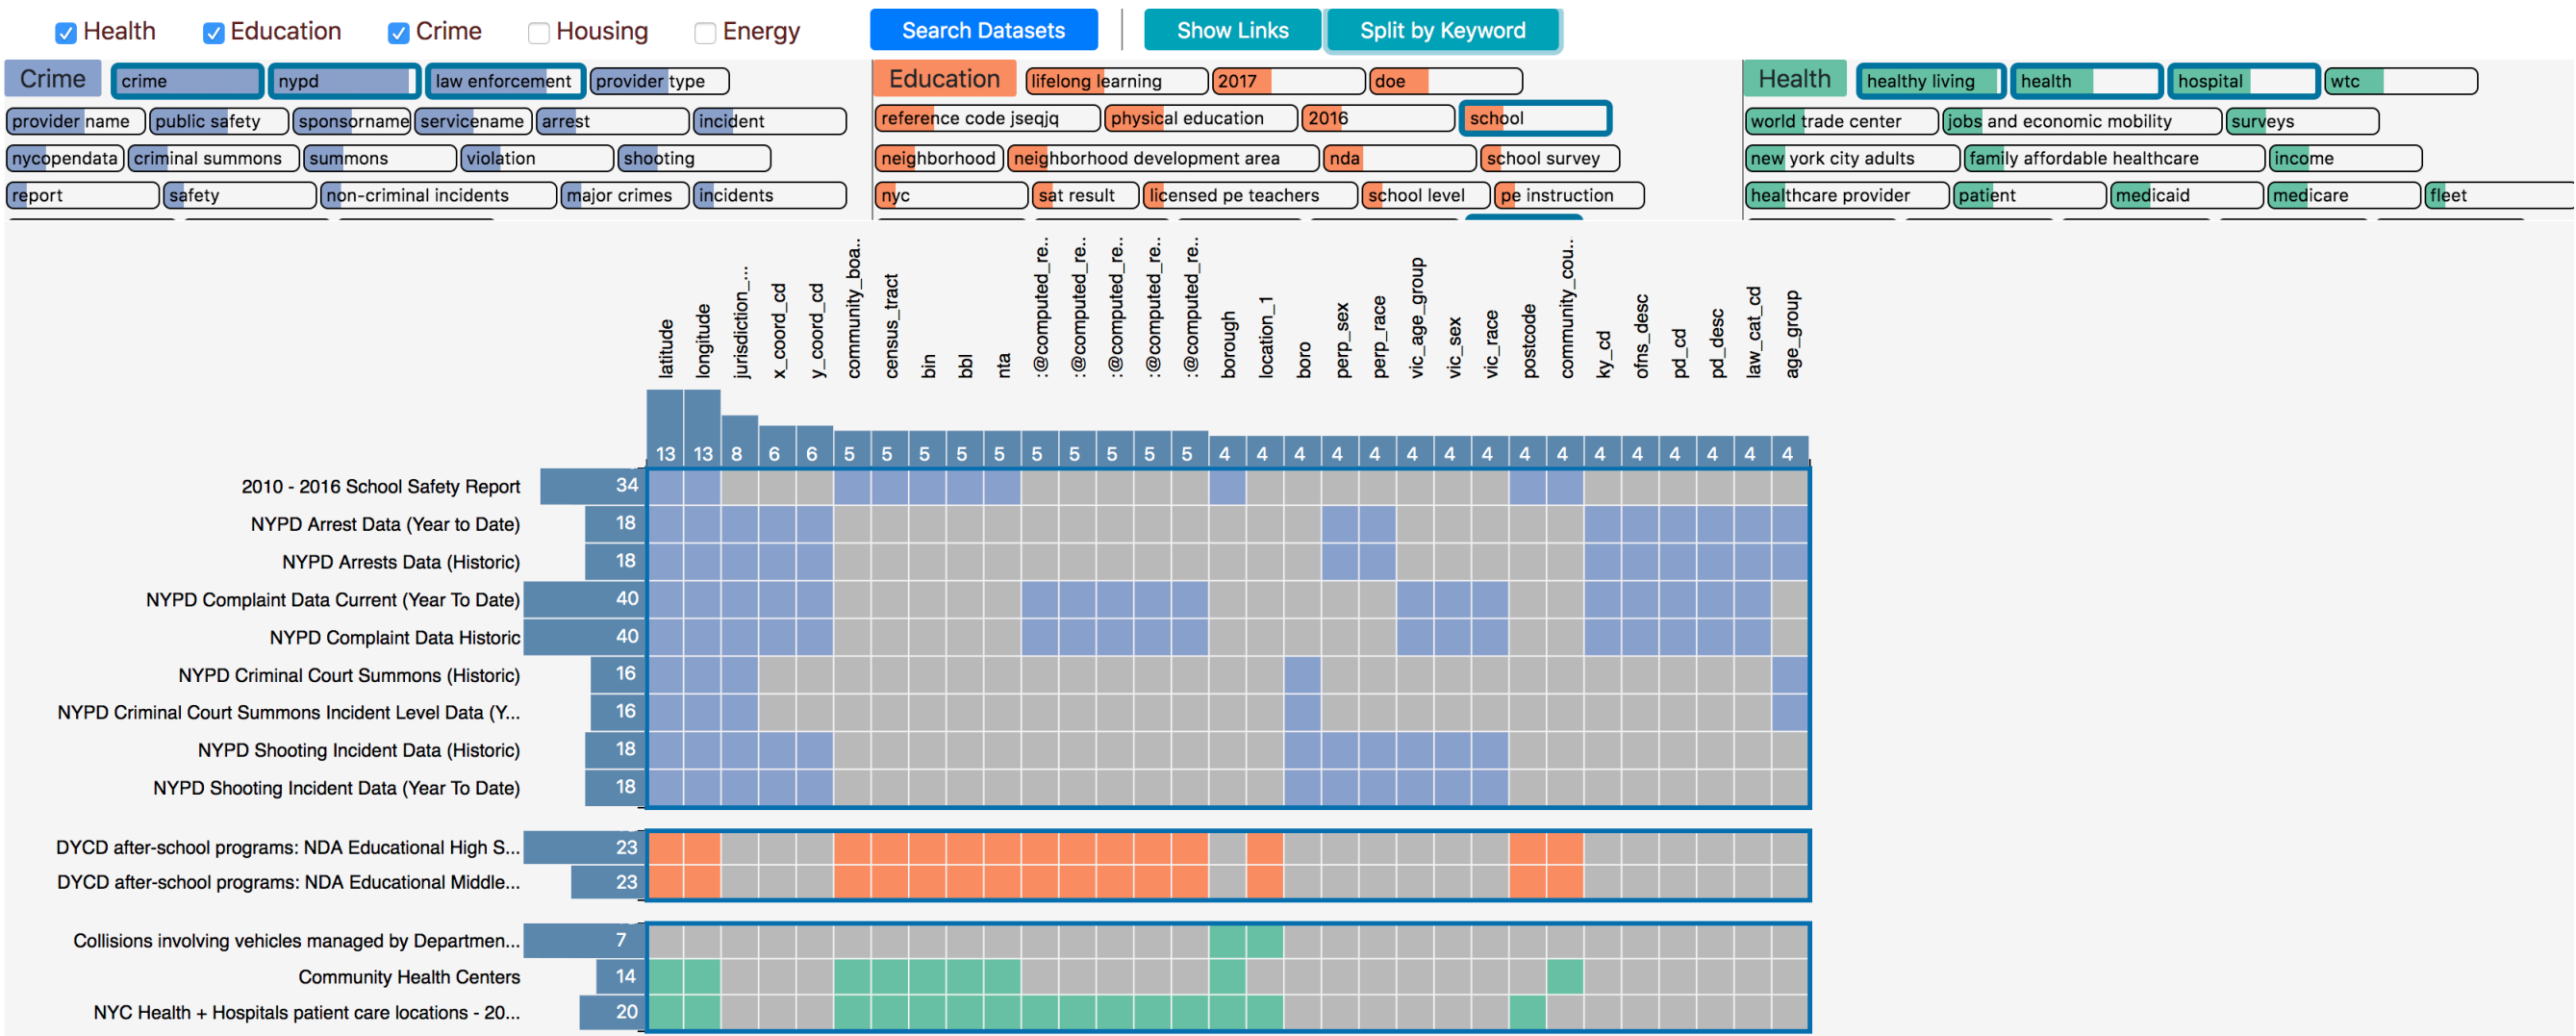 Health Education Crime Housing Energy Search Datasets Show Links Split by Keyword
Crime crime nypd law enforcement provider type
provider name public safety sponsorname servicename arrest incident
nycopendata criminal summons summons violation shooting
report safety non-criminal incidents major crimes incidents
Education lifelong learning 2017 doe
reference code jseqjq physical education 2016 school
neighborhood neighborhood development area nda school survey
nyc sat result licensed pe teachers school level pe instruction
Health healthy living health hospital wtc
world trade center jobs and economic mobility surveys
new york city adults family affordable healthcare income
healthcare provider patient medicaid medicare fleet
latitude
longitude
jurisdiction_...
x_coord_cd
y_coord_cd
community_boa..
census_tract
bin
bbl
nta
:@computed_re..
:@computed_re..
:@computed_re..
:@computed_re..
:@computed_re..
borough
location_1
boro
perp_sex
perp_race
vic_age_group
vic_sex
vic_race
postcode
community_cou..
ky_cd
ofns_desc
pd_cd
pd_desc
law_cat_cd
age_group
13 13 8 6 6 5 5 5 5 5 5 5 5 5 5 4 4 4 4 4 4 4 4 4 4 4 4 4 4 4 4
2010 - 2016 School Safety Report 34
NYPD Arrest Data (Year to Date) 18
NYPD Arrests Data (Historic) 18
NYPD Complaint Data Current (Year To Date) 40
NYPD Complaint Data Historic 40
NYPD Criminal Court Summons (Historic) 16
NYPD Criminal Court Summons Incident Level Data (Y... 16
NYPD Shooting Incident Data (Historic) 18
NYPD Shooting Incident Data (Year To Date) 18
DYCD after-school programs: NDA Educational High S... 23
DYCD after-school programs: NDA Educational Middle... 23
Collisions involving vehicles managed by Departmen... 7
Community Health Centers 14
NYC Health + Hospitals patient care locations - 20... 20